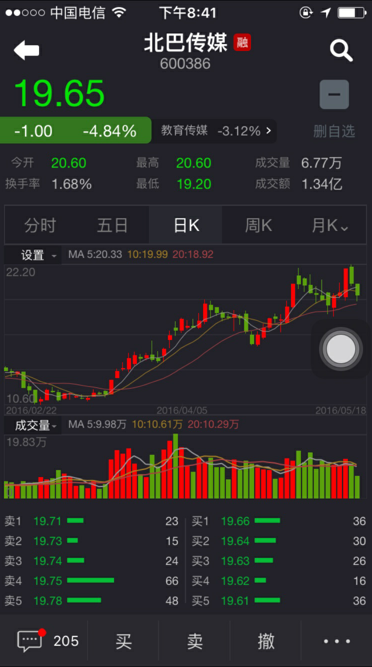 中国电信 下午8:41
北巴传媒 融
600386
19.65
-1.00 -4.84% 教育传媒 -3.12% 删自选
今开 20.60 最高 20.60 成交量 6.77万
换手率 1.68% 最低 19.20 成交额 1.34亿
分时 五日 日K 周K 月K
设置 MA 5:20.33 10:19.99 20:18.92
22.20
10.60
2016/02/22 2016/04/05 2016/05/18
成交量 MA 5:9.98万 10:10.61万 20:10.29万
19.83万
卖1 19.71 23 买1 19.66 36
卖2 19.73 15 买2 19.64 30
卖3 19.74 24 买3 19.63 26
卖4 19.75 66 买4 19.62 16
卖5 19.78 48 买5 19.61 36
205 买 卖 撤